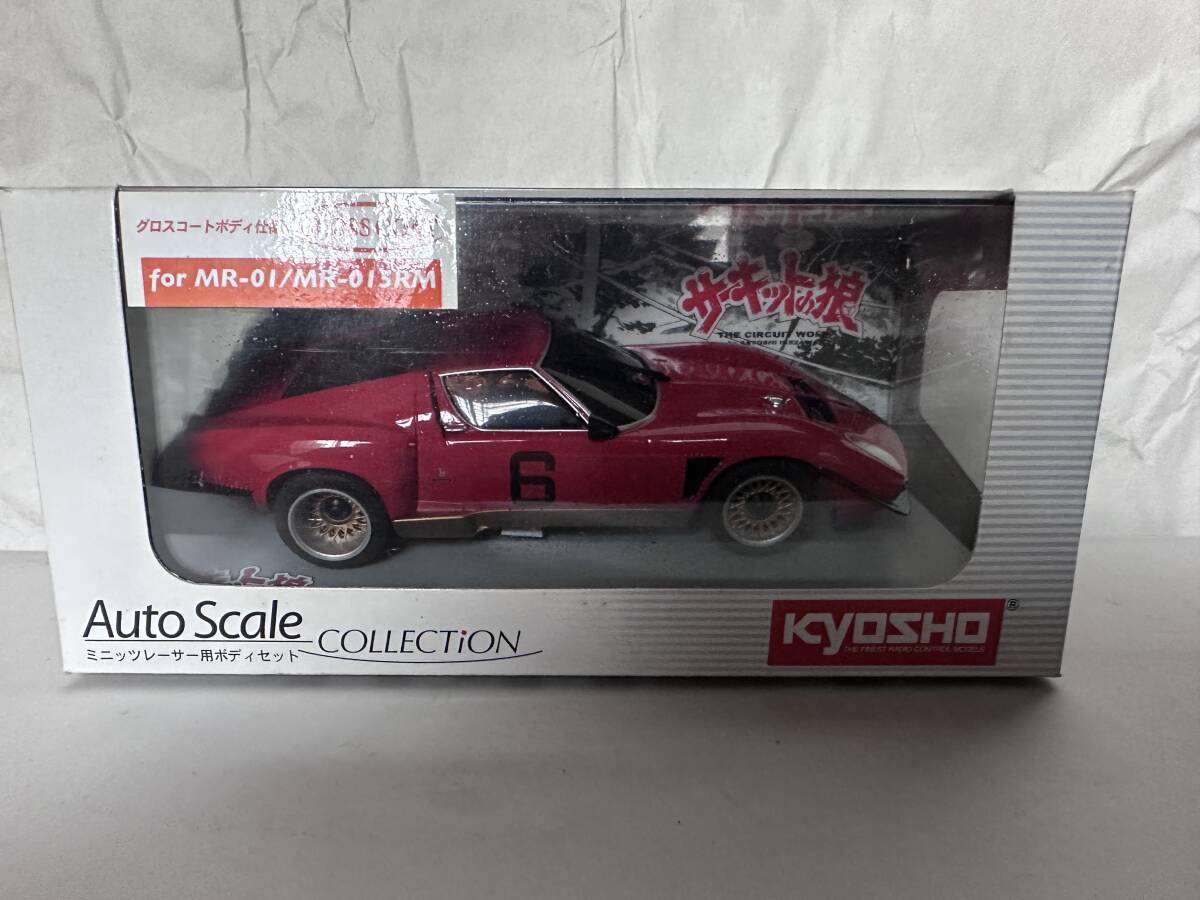 グロスコートボディ仕様
for MR-01/MR-015RM
サーキットの狼
THE CIRCUIT WOLF
6
Auto Scale
COLLECTiON
ミニッツレーサー用ボディセット
KYOSHO ®
THE FINEST RADIO CONTROL MODELS